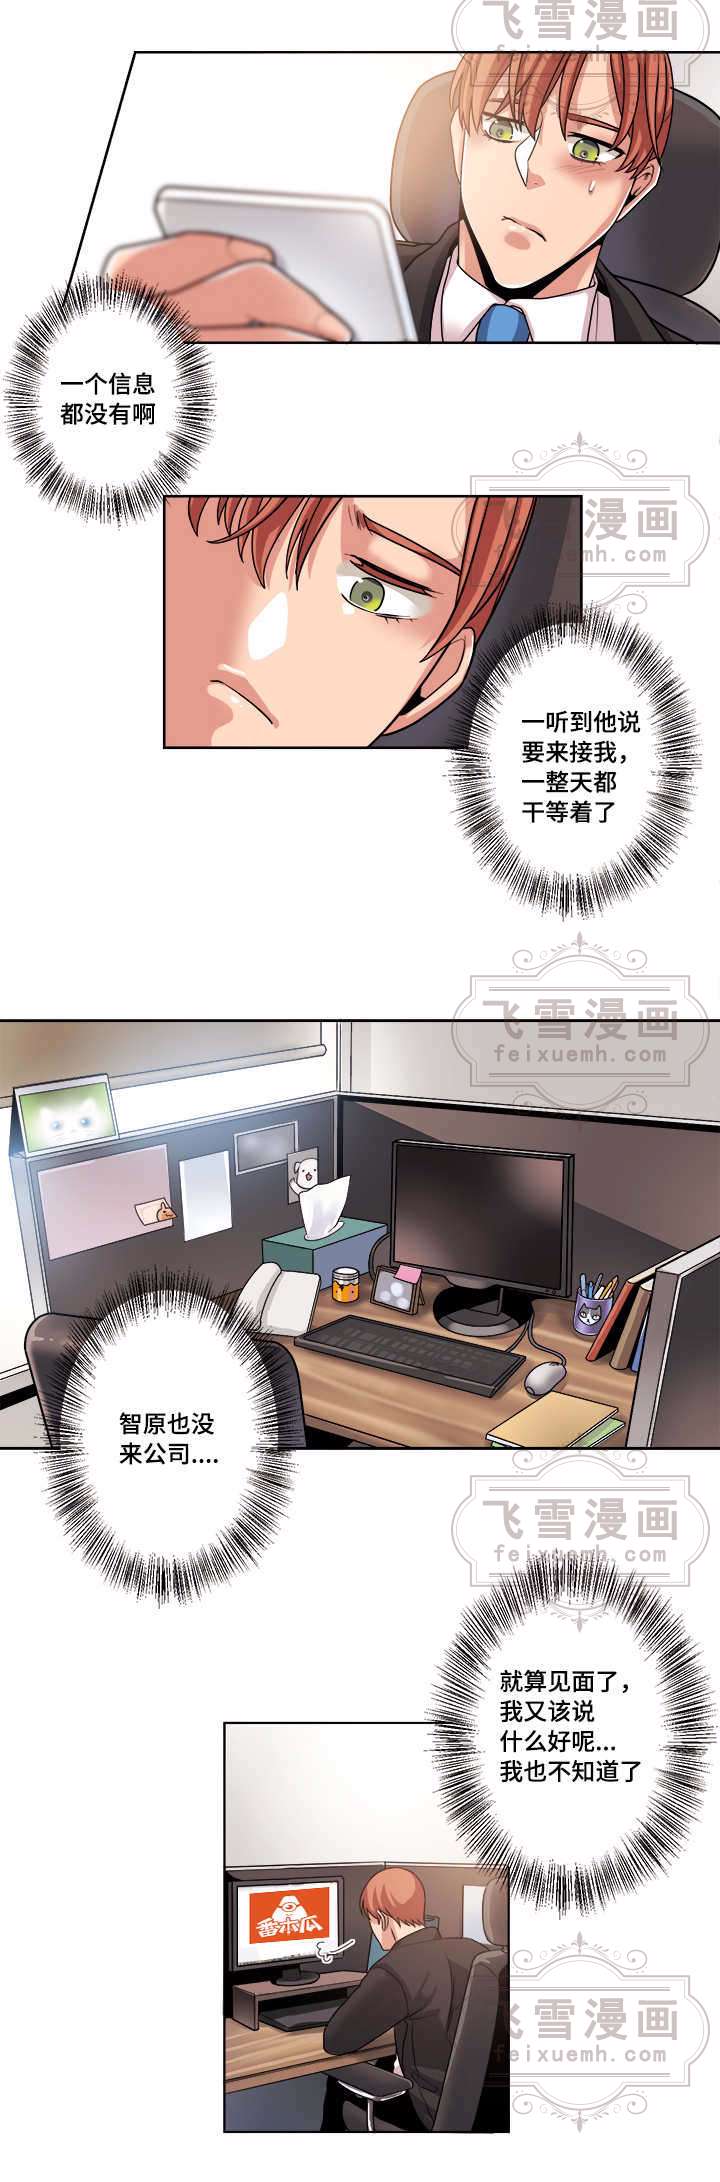 飞雪漫画
feixuemh.com
一个信息
都没有啊
飞雪漫画
feixuemh.com
一听到他说
要来接我，
一整天都
干等着了
飞雪漫画
feixuemh.com
智原也没
来公司....
飞雪漫画
feixuemh.com
就算见面了，
我又该说
什么好呢...
我也不知道了
番木瓜
飞雪漫画
feixuemh.com